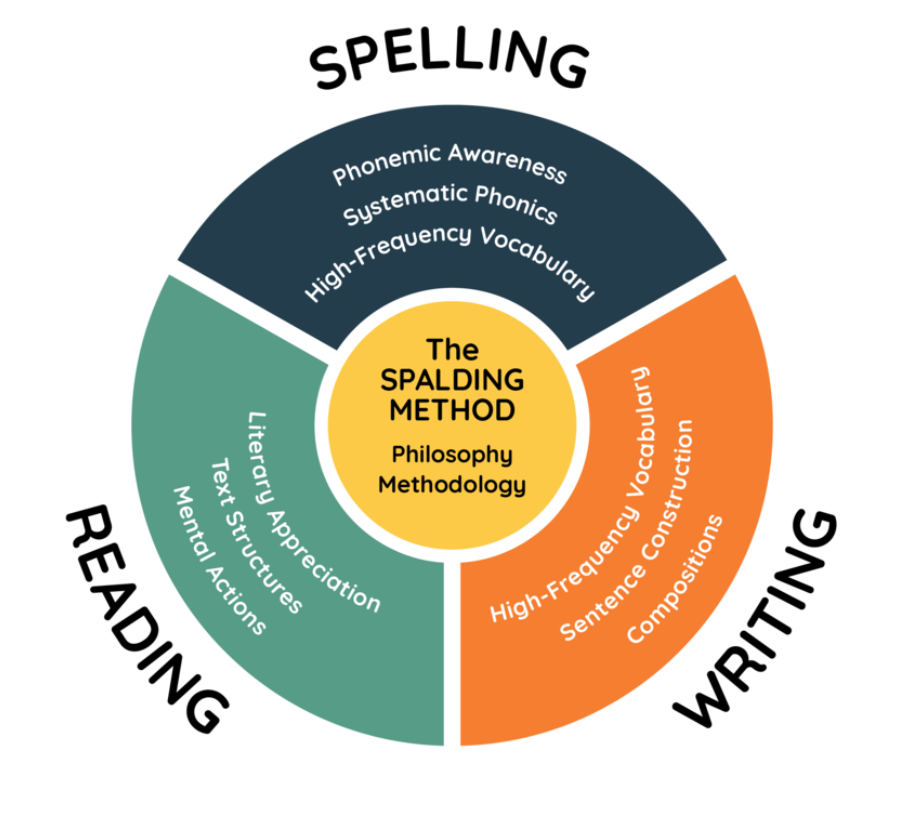 SPELLING
Phonemic Awareness
Systematic Phonics
High-Frequency Vocabulary
The
SPALDING
METHOD
Philosophy
Methodology
READING
Literary Appreciation
Text Structures
Mental Actions
WRITING
High-Frequency Vocabulary
Sentence Construction
Compositions